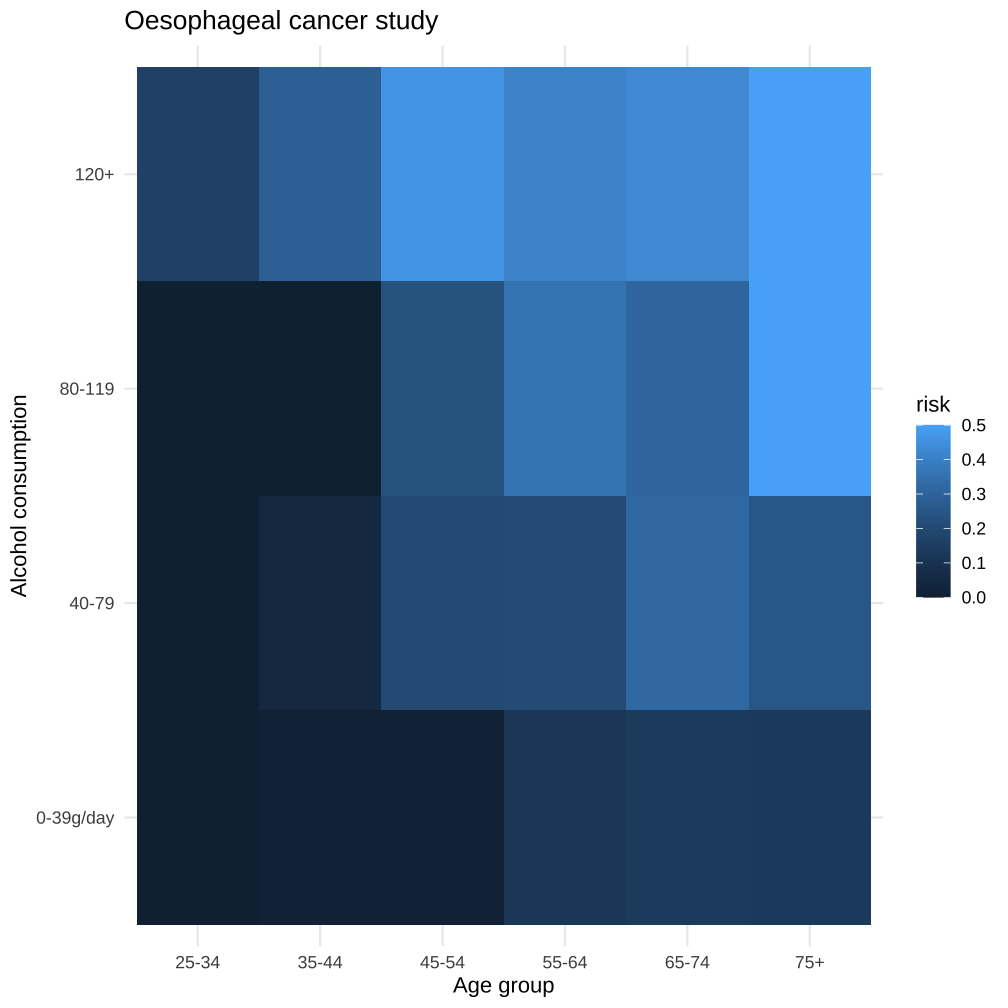 Oesophageal cancer study
120+
80-119
40-79
0-39g/day
Alcohol consumption
25-34 35-44 45-54 55-64 65-74 75+
Age group
risk
0.5
0.4
0.3
0.2
0.1
0.0